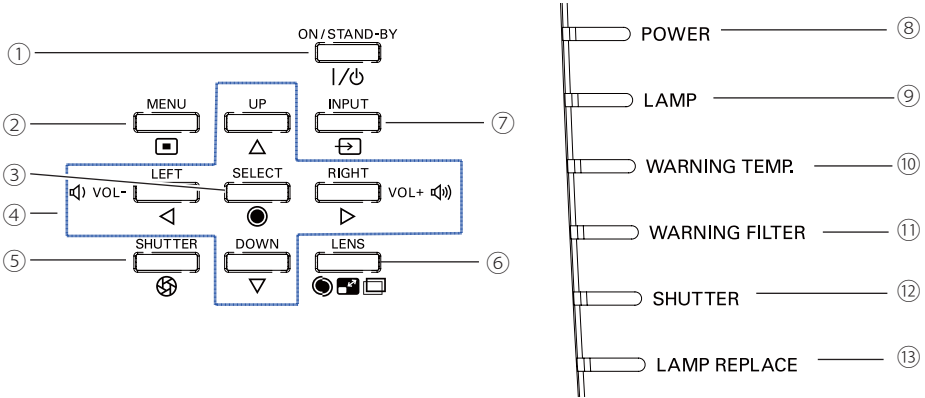 ① ON/STAND-BY
② MENU UP INPUT ⑦
③ LEFT SELECT RIGHT
④ VOL- VOL+
⑤ SHUTTER DOWN LENS ⑥
POWER ⑧
LAMP ⑨
WARNING TEMP. ⑩
WARNING FILTER ⑪
SHUTTER ⑫
LAMP REPLACE ⑬